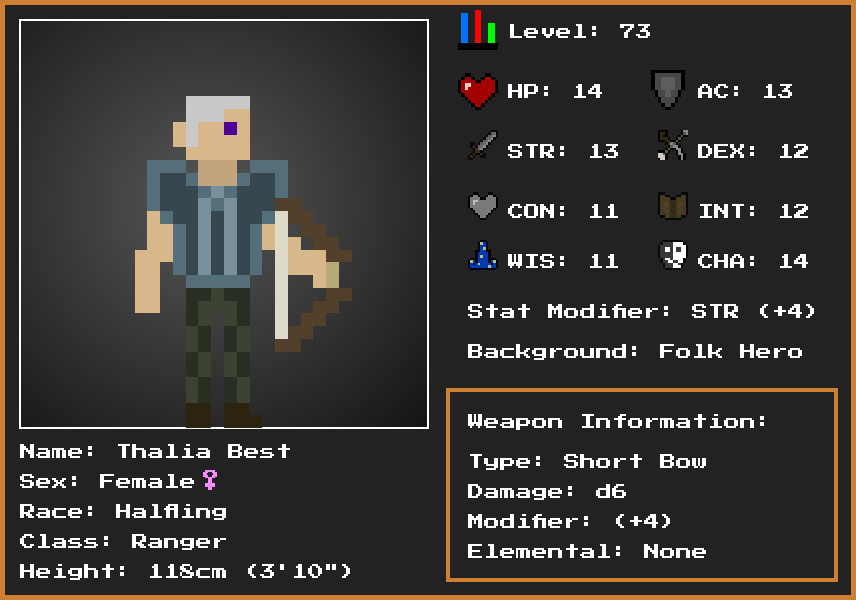 Level: 73
HP: 14 AC: 13
STR: 13 DEX: 12
CON: 11 INT: 12
WIS: 11 CHA: 14
Stat Modifier: STR (+4)
Background: Folk Hero
Weapon Information:
Type: Short Bow
Damage: d6
Modifier: (+4)
Elemental: None
Name: Thalia Best
Sex: Female♀
Race: Halfling
Class: Ranger
Height: 118cm (3'10")